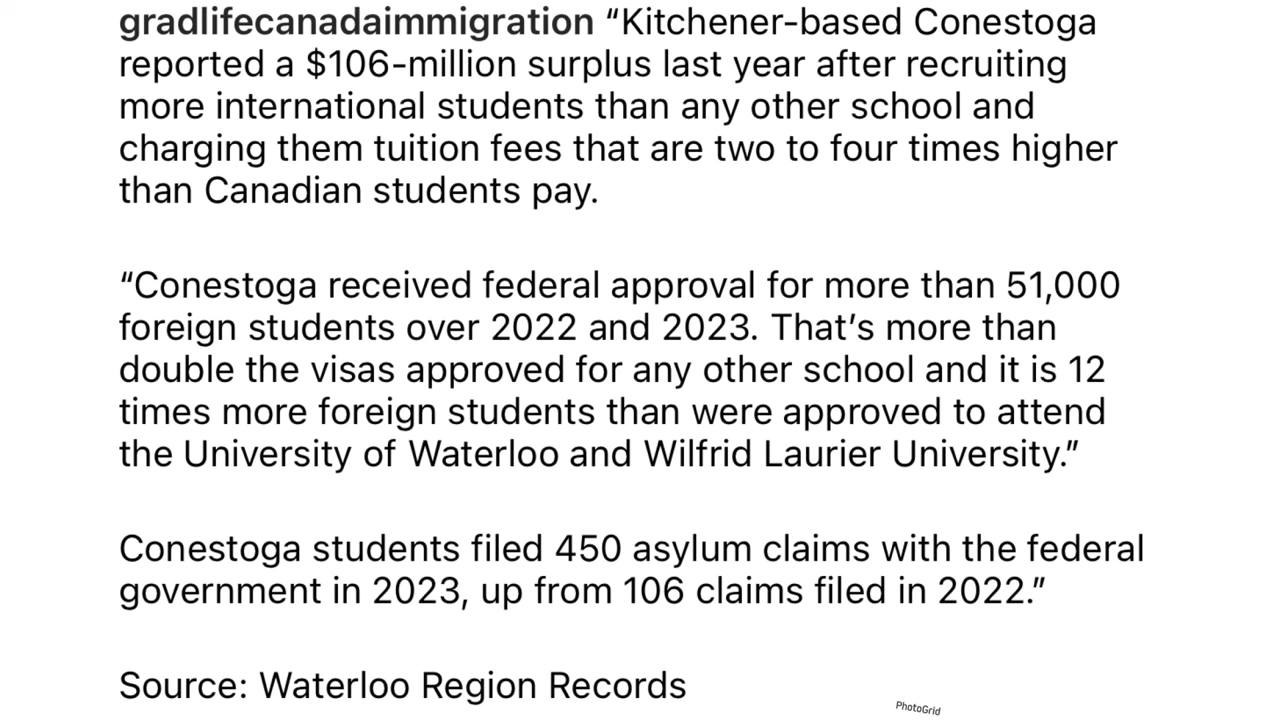 gradlifecanadaimmigration “Kitchener-based Conestoga
reported a $106-million surplus last year after recruiting
more international students than any other school and
charging them tuition fees that are two to four times higher
than Canadian students pay.
“Conestoga received federal approval for more than 51,000
foreign students over 2022 and 2023. That’s more than
double the visas approved for any other school and it is 12
times more foreign students than were approved to attend
the University of Waterloo and Wilfrid Laurier University.”
Conestoga students filed 450 asylum claims with the federal
government in 2023, up from 106 claims filed in 2022.”
Source: Waterloo Region Records
PhotoGrid